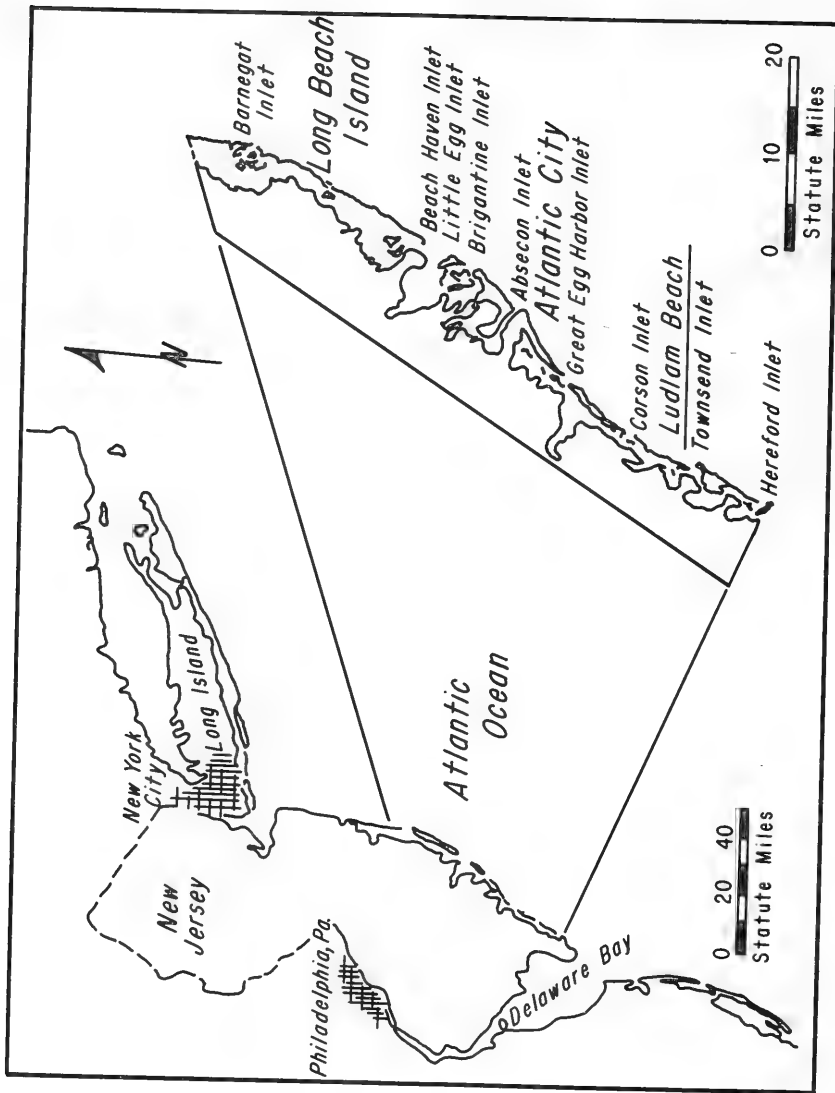 New York
City
Long Island
New
Jersey
Philadelphia, Pa.
Delaware Bay
Atlantic
Ocean
0 20 40
Statute Miles
N
Barnegat
Inlet
Long Beach
Island
Beach Haven Inlet
Little Egg Inlet
Brigantine Inlet
Absecon Inlet
Atlantic City
Great Egg Harbor Inlet
Corson Inlet
Ludlam Beach
Townsend Inlet
Hereford Inlet
0 10 20
Statute Miles